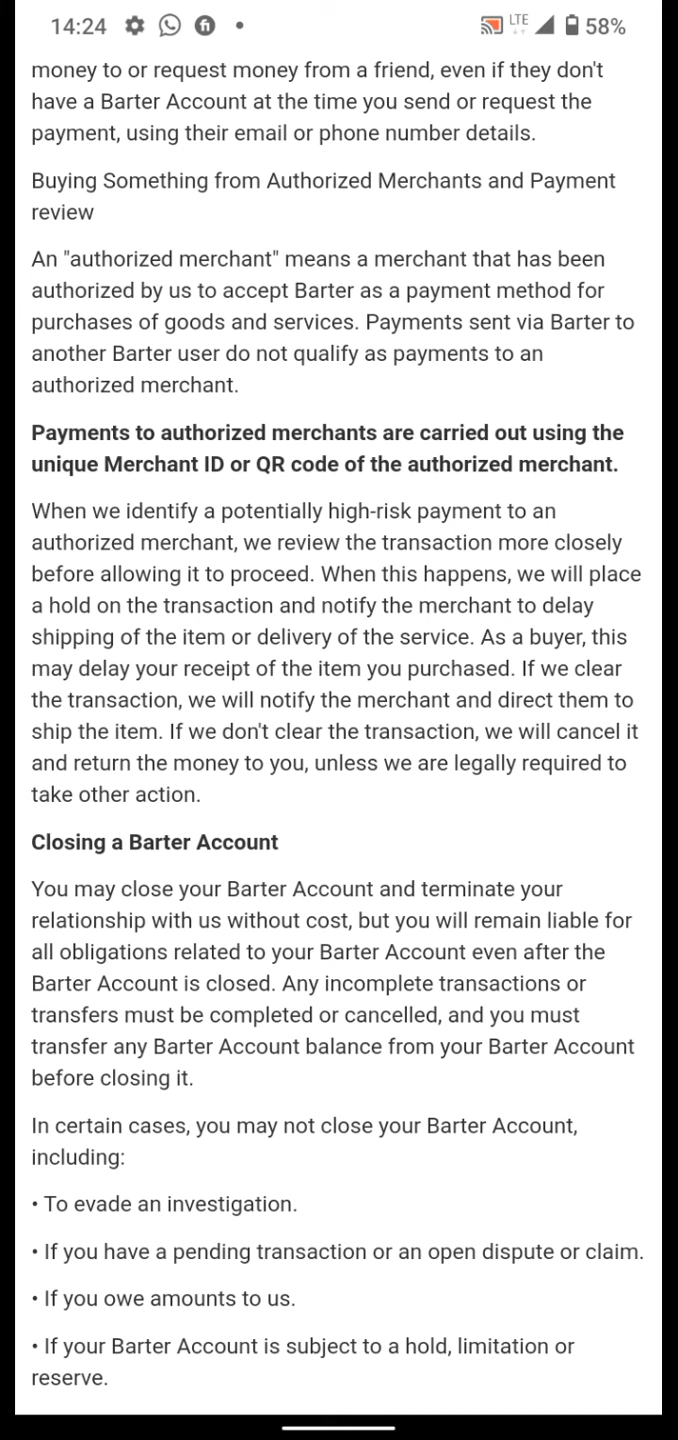 14:24
LTE
58%
money to or request money from a friend, even if they don't
have a Barter Account at the time you send or request the
payment, using their email or phone number details.
Buying Something from Authorized Merchants and Payment
review
An "authorized merchant" means a merchant that has been
authorized by us to accept Barter as a payment method for
purchases of goods and services. Payments sent via Barter to
another Barter user do not qualify as payments to an
authorized merchant.
Payments to authorized merchants are carried out using the
unique Merchant ID or QR code of the authorized merchant.
When we identify a potentially high-risk payment to an
authorized merchant, we review the transaction more closely
before allowing it to proceed. When this happens, we will place
a hold on the transaction and notify the merchant to delay
shipping of the item or delivery of the service. As a buyer, this
may delay your receipt of the item you purchased. If we clear
the transaction, we will notify the merchant and direct them to
ship the item. If we don't clear the transaction, we will cancel it
and return the money to you, unless we are legally required to
take other action.
Closing a Barter Account
You may close your Barter Account and terminate your
relationship with us without cost, but you will remain liable for
all obligations related to your Barter Account even after the
Barter Account is closed. Any incomplete transactions or
transfers must be completed or cancelled, and you must
transfer any Barter Account balance from your Barter Account
before closing it.
In certain cases, you may not close your Barter Account,
including:
• To evade an investigation.
• If you have a pending transaction or an open dispute or claim.
• If you owe amounts to us.
• If your Barter Account is subject to a hold, limitation or
reserve.